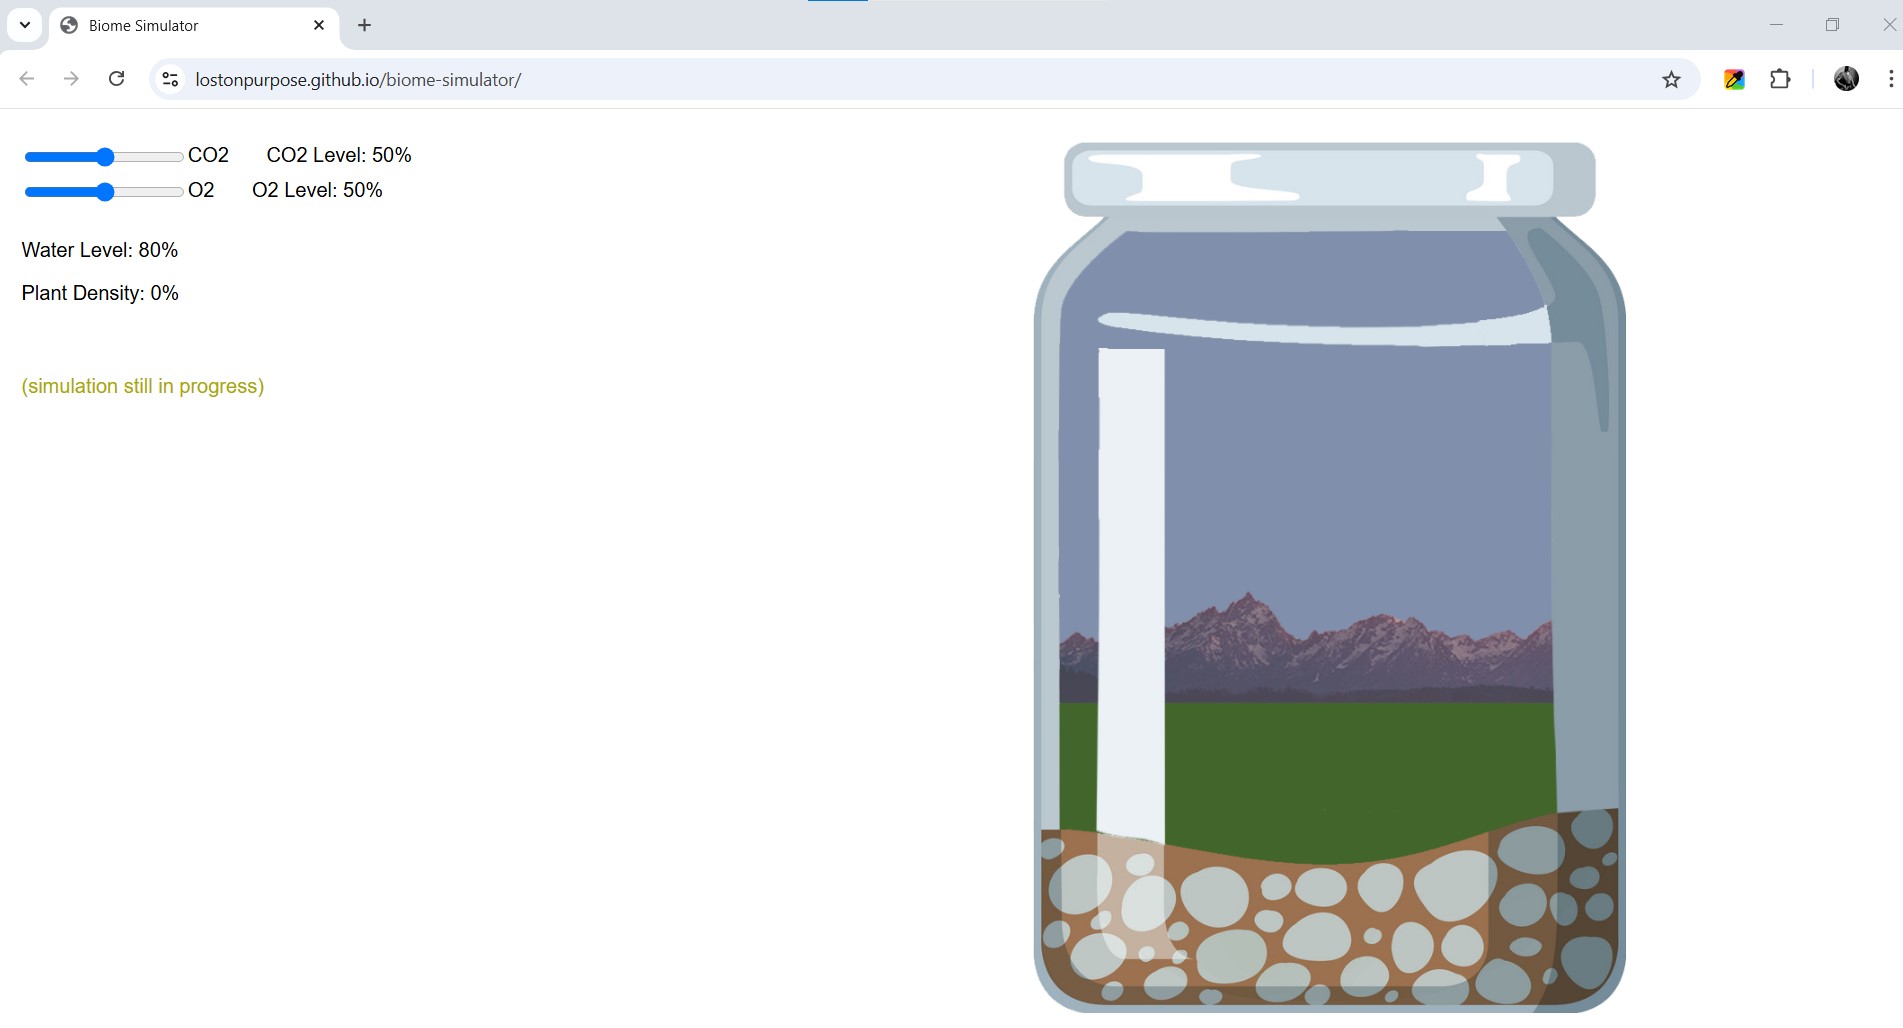 Biome Simulator
lostonpurpose.github.io/biome-simulator/
CO2 CO2 Level: 50%
O2 O2 Level: 50%
Water Level: 80%
Plant Density: 0%
(simulation still in progress)